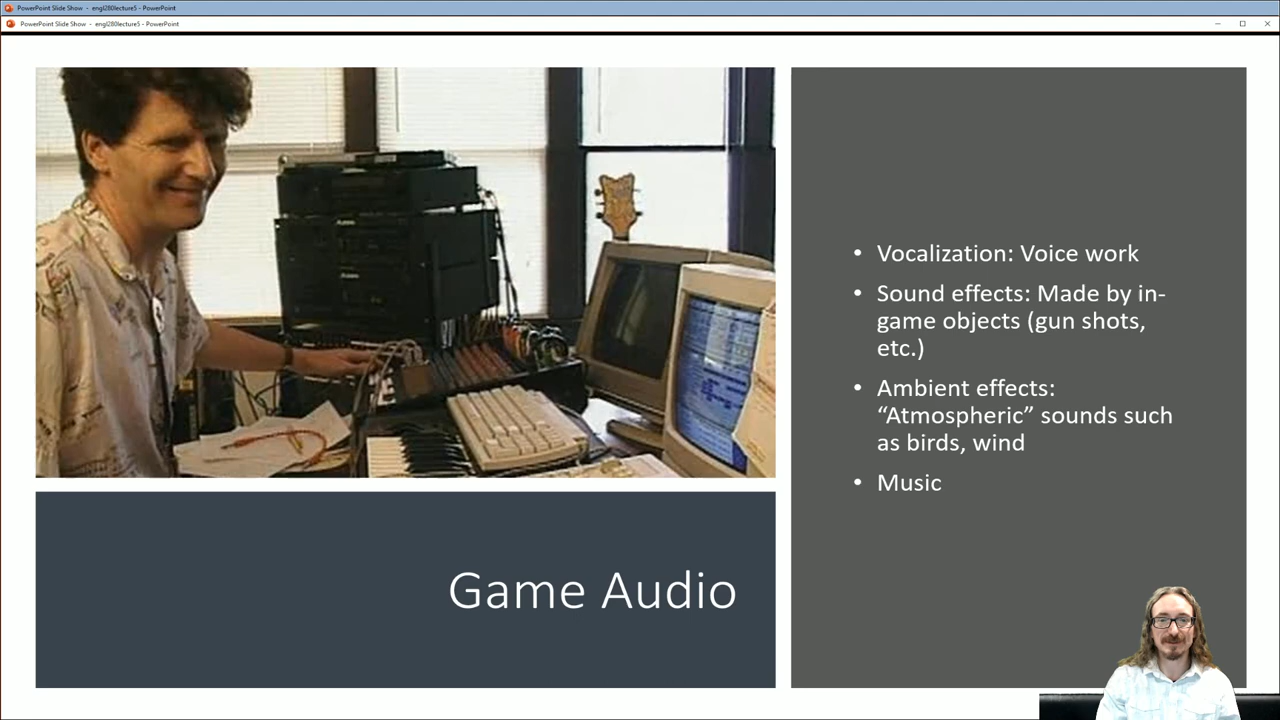 PowerPoint Slide Show - engl280lecture5 - PowerPoint
PowerPoint Slide Show - engl280lecture5 - PowerPoint
• Vocalization: Voice work
• Sound effects: Made by in-
game objects (gun shots,
etc.)
• Ambient effects:
“Atmospheric” sounds such
as birds, wind
• Music
Game Audio